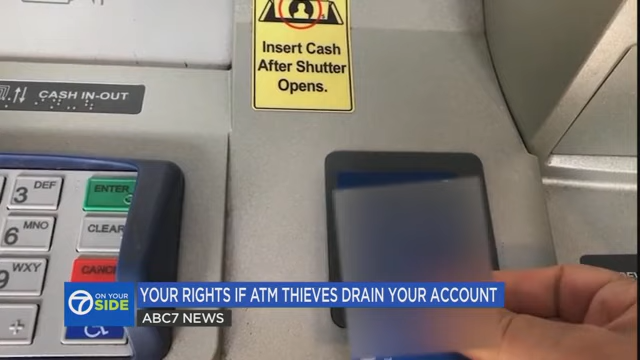 Insert Cash
After Shutter
Opens.
CASH IN-OUT
3 DEF
ENTER
6 MNO
CLEAR
9 WXY
+
7 ON YOUR SIDE
YOUR RIGHTS IF ATM THIEVES DRAIN YOUR ACCOUNT
ABC7 NEWS